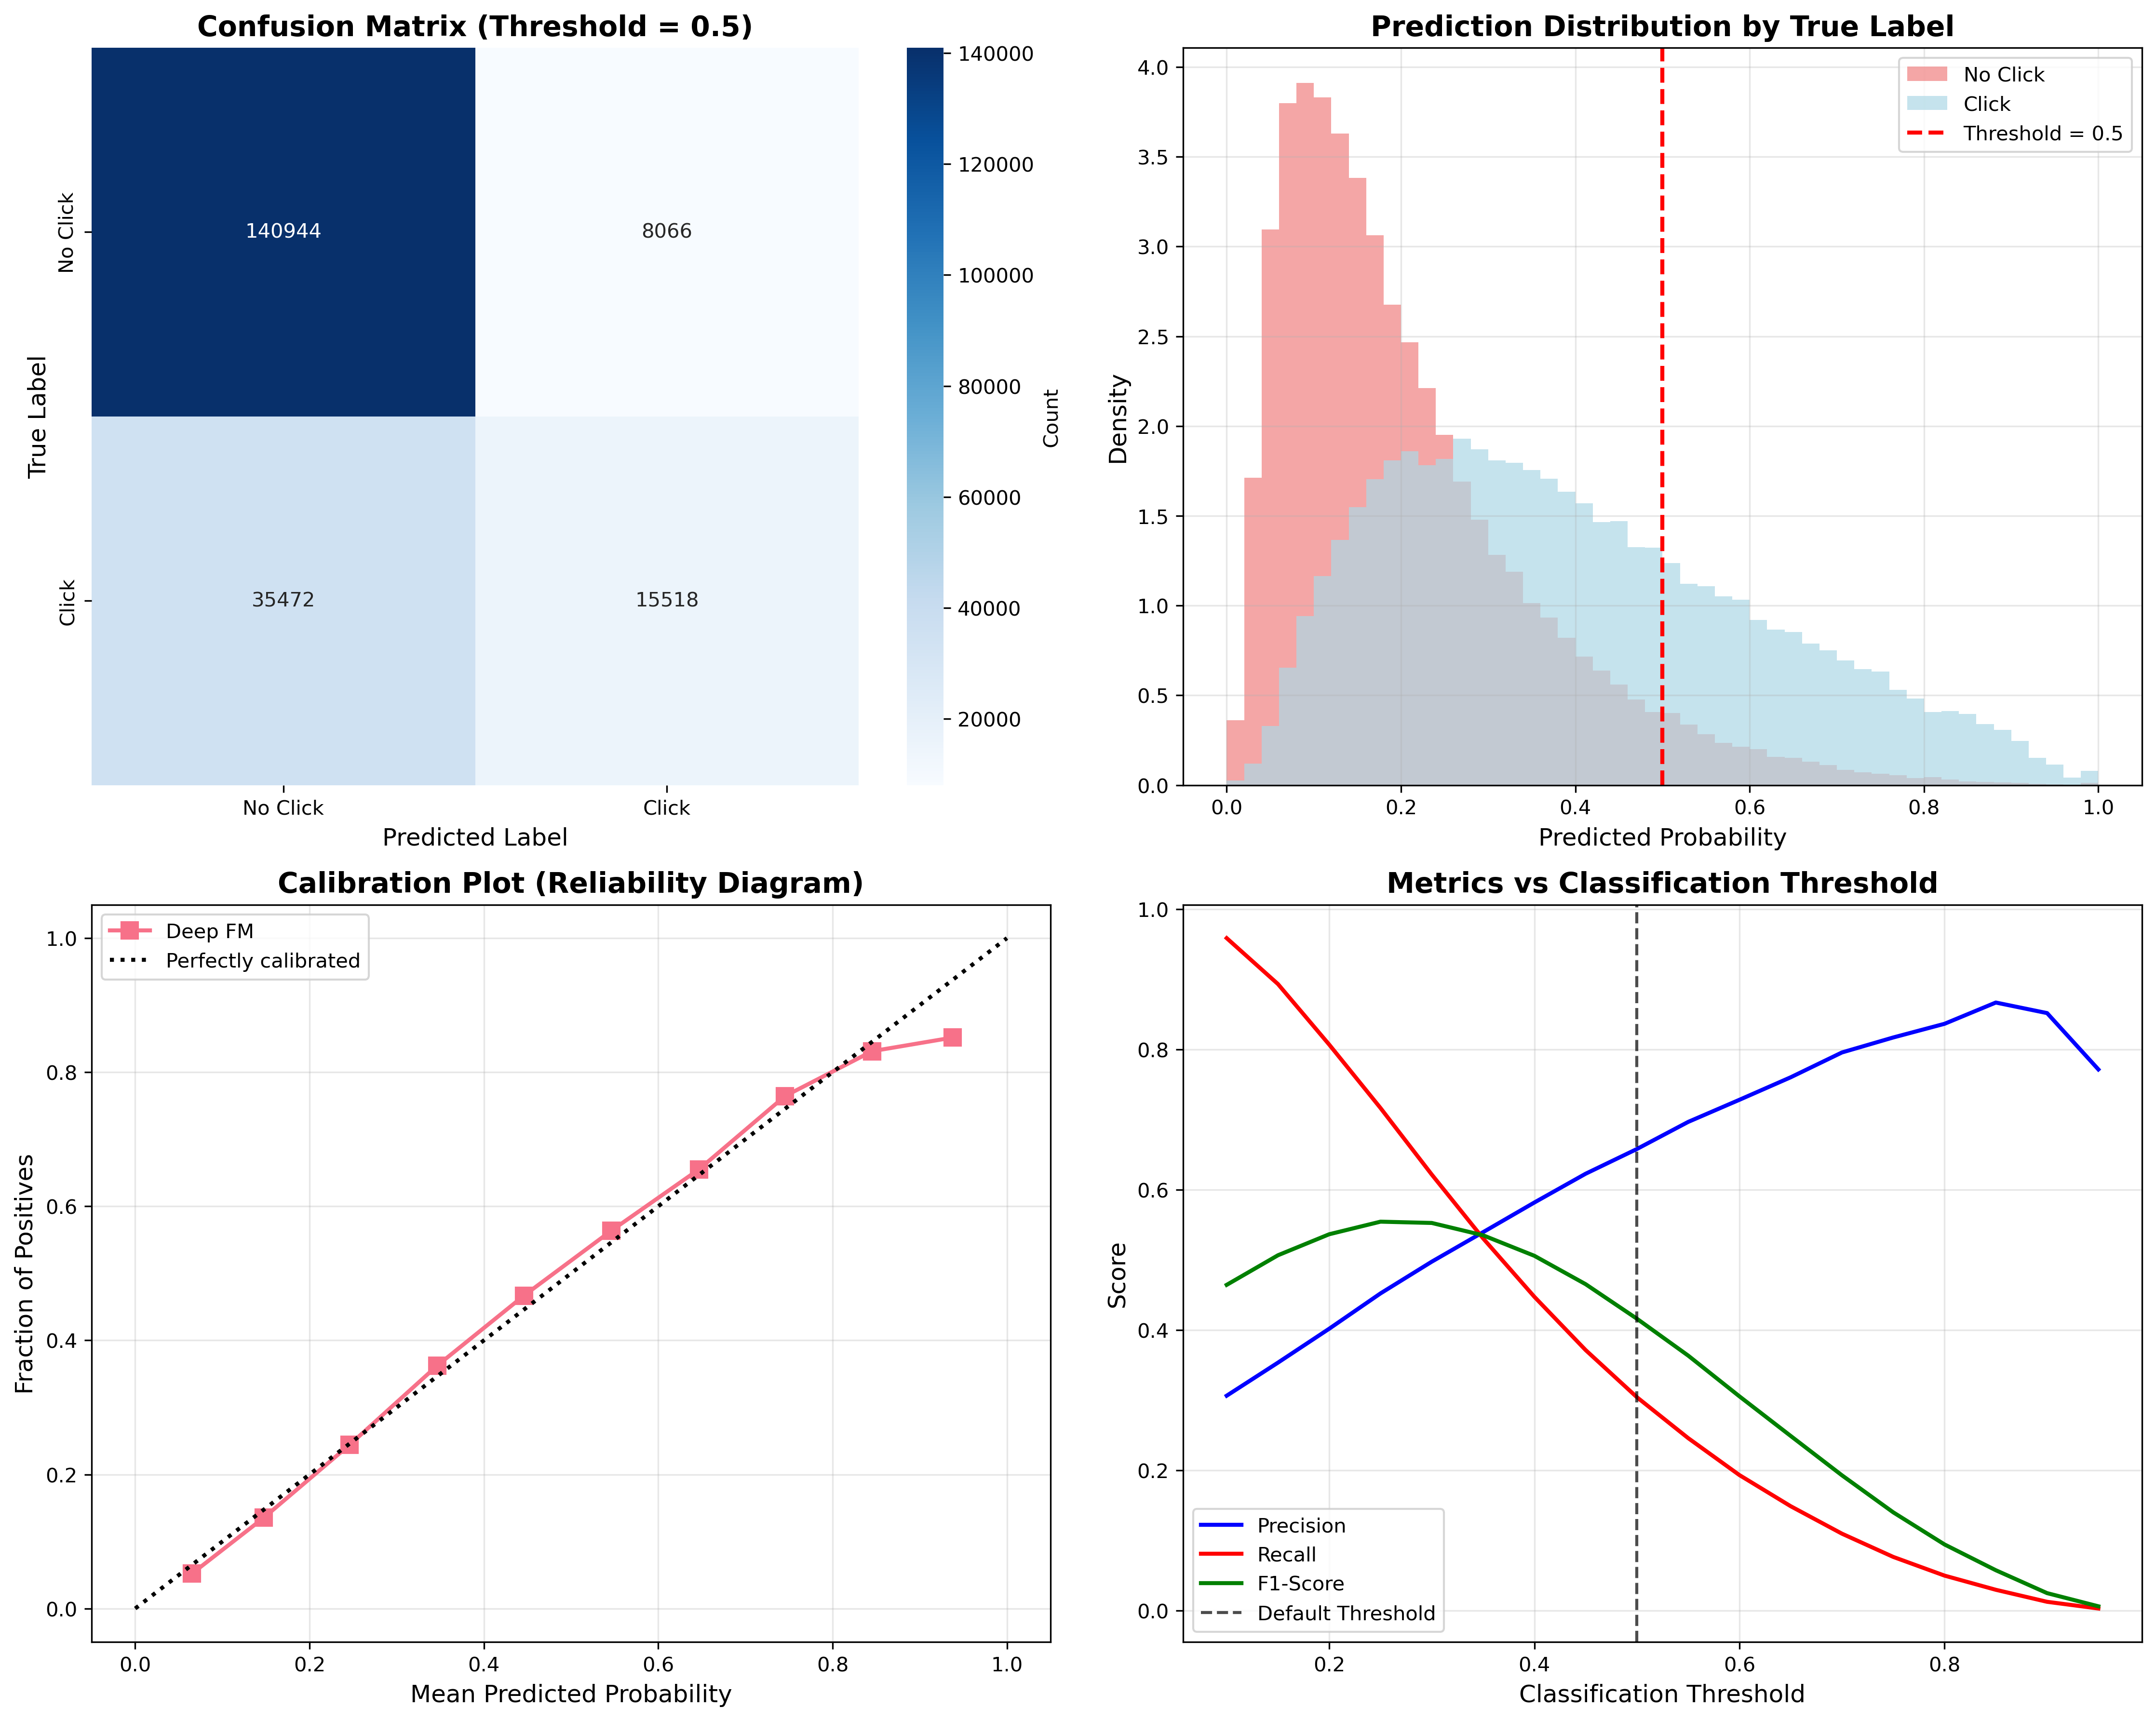 Confusion Matrix (Threshold = 0.5)
No Click
Click
True Label
140944
8066
35472
15518
No Click
Click
Predicted Label
140000
120000
100000
80000
60000
40000
20000
Count
Prediction Distribution by True Label
No Click
Click
Threshold = 0.5
4.0
3.5
3.0
2.5
2.0
1.5
1.0
0.5
0.0
Density
0.0 0.2 0.4 0.6 0.8 1.0
Predicted Probability
Calibration Plot (Reliability Diagram)
Deep FM
Perfectly calibrated
1.0
0.8
0.6
0.4
0.2
0.0
Fraction of Positives
0.0 0.2 0.4 0.6 0.8 1.0
Mean Predicted Probability
Metrics vs Classification Threshold
1.0
0.8
0.6
0.4
0.2
0.0
Score
Precision
Recall
F1-Score
Default Threshold
0.2 0.4 0.6 0.8
Classification Threshold